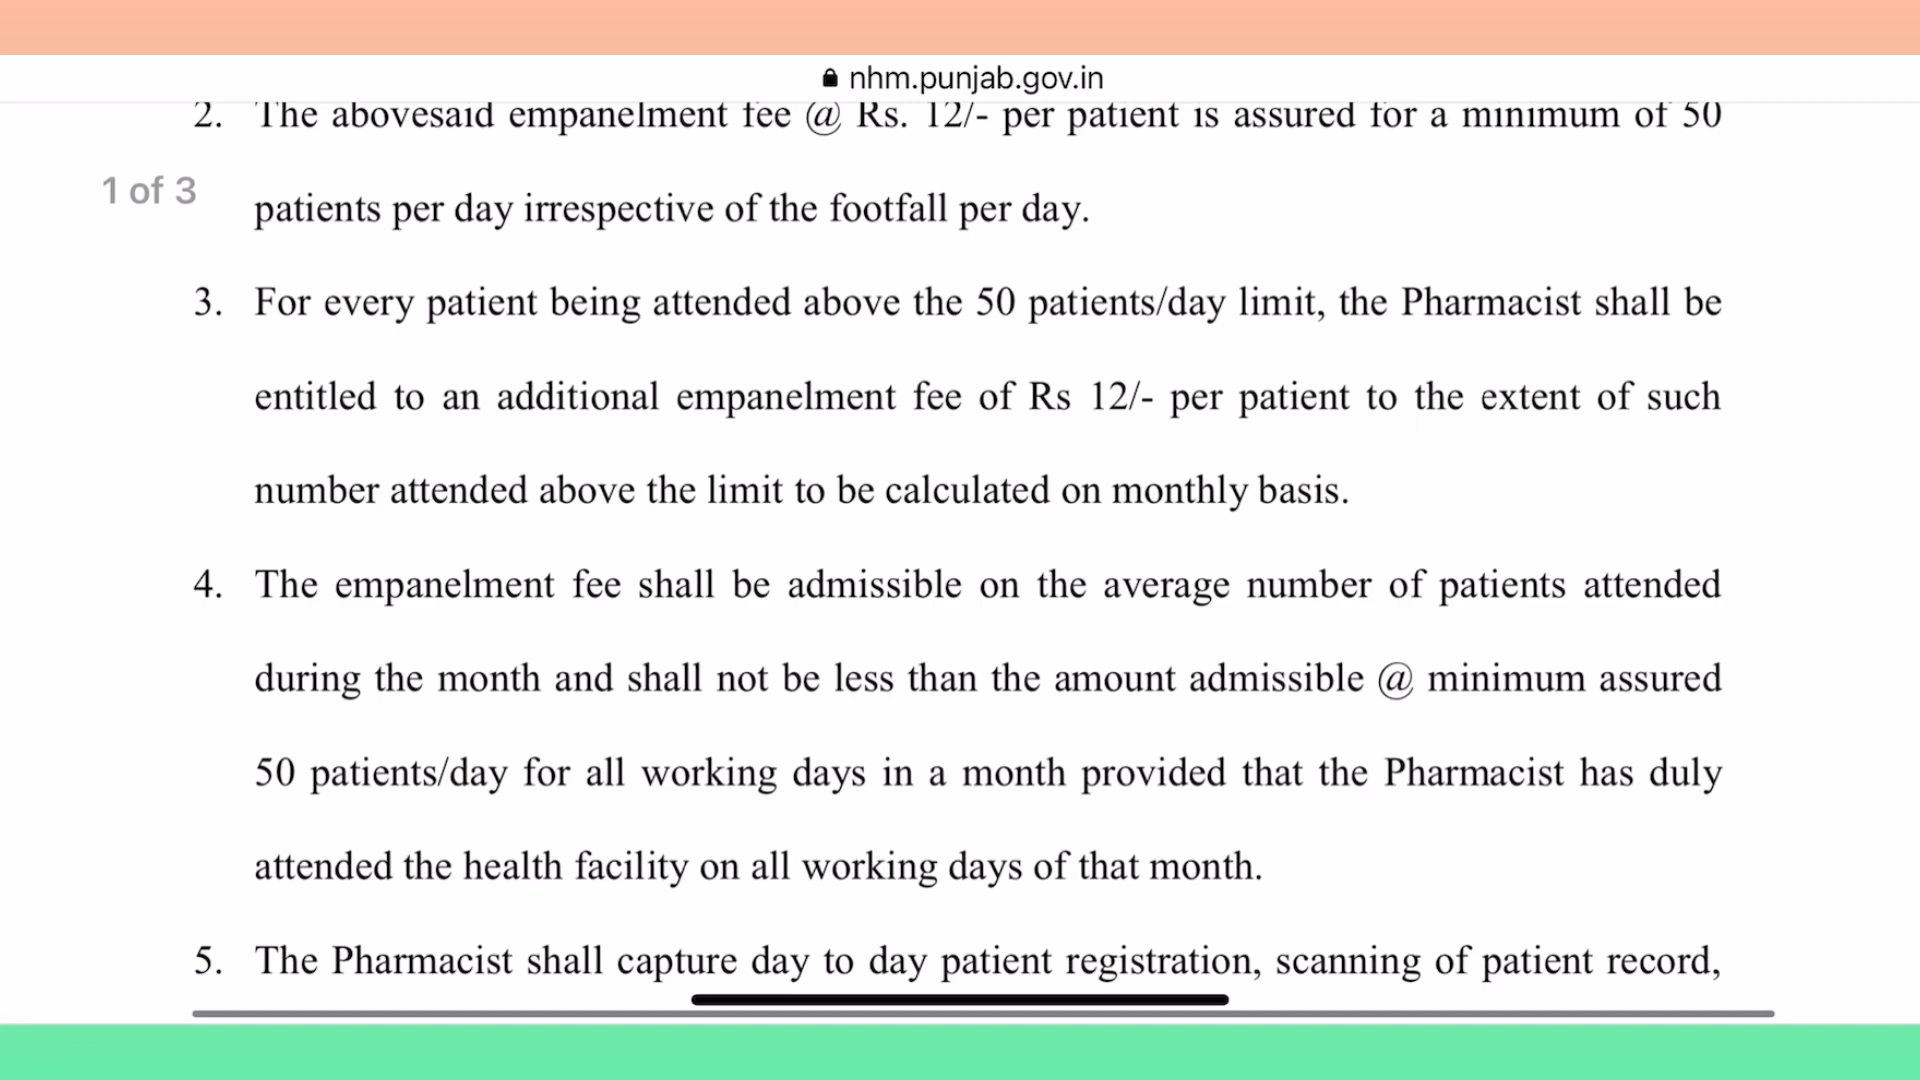 nhm.punjab.gov.in
2. The abovesaid empanelment fee @ Rs. 12/- per patient is assured for a minimum of 50
1 of 3
patients per day irrespective of the footfall per day.
3. For every patient being attended above the 50 patients/day limit, the Pharmacist shall be
entitled to an additional empanelment fee of Rs 12/- per patient to the extent of such
number attended above the limit to be calculated on monthly basis.
4. The empanelment fee shall be admissible on the average number of patients attended
during the month and shall not be less than the amount admissible @ minimum assured
50 patients/day for all working days in a month provided that the Pharmacist has duly
attended the health facility on all working days of that month.
5. The Pharmacist shall capture day to day patient registration, scanning of patient record,